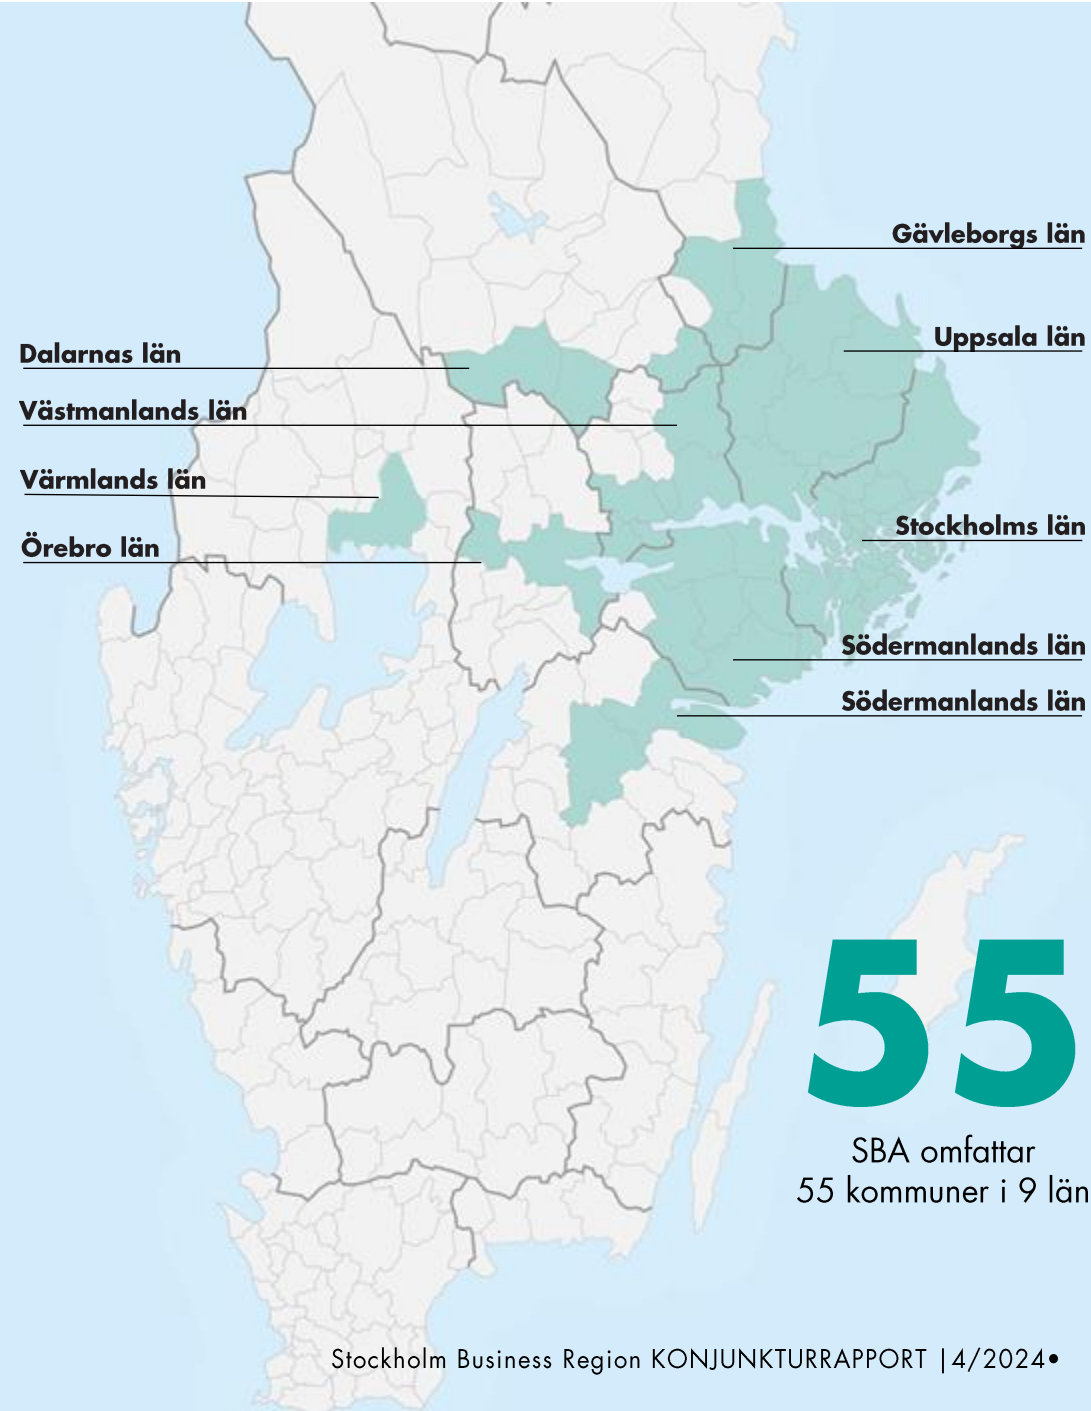 Gävleborgs län
Uppsala län
Dalarnas län
Västmanlands län
Värmlands län
Stockholms län
Örebro län
Södermanlands län
Södermanlands län
55
SBA omfattar
55 kommuner i 9 län
Stockholm Business Region KONJUNKTURRAPPORT |4/2024•